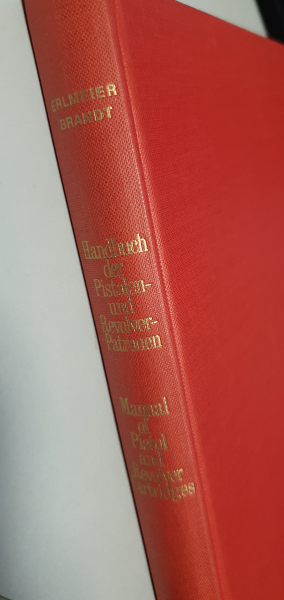 ERLMEIER
BRANDT
Handbuch
der
Pistolen-
und
Revolver-
Patronen
Manual
of
Pistol
and
Revolver
Cartridges